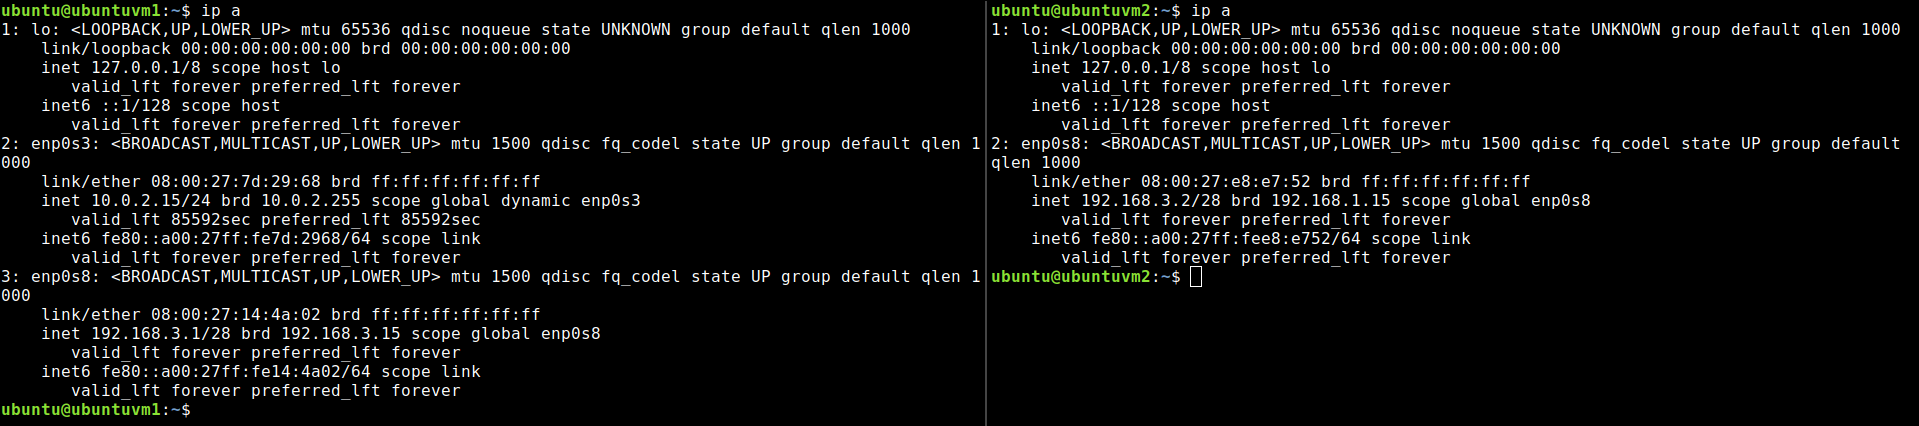 ubuntu@ubuntuvm1:~$ ip a
1: lo: <LOOPBACK,UP,LOWER_UP> mtu 65536 qdisc noqueue state UNKNOWN group default qlen 1000
    link/loopback 00:00:00:00:00:00 brd 00:00:00:00:00:00
    inet 127.0.0.1/8 scope host lo
       valid_lft forever preferred_lft forever
    inet6 ::1/128 scope host
       valid_lft forever preferred_lft forever
2: enp0s3: <BROADCAST,MULTICAST,UP,LOWER_UP> mtu 1500 qdisc fq_codel state UP group default qlen 1
000
    link/ether 08:00:27:7d:29:68 brd ff:ff:ff:ff:ff:ff
    inet 10.0.2.15/24 brd 10.0.2.255 scope global dynamic enp0s3
       valid_lft 85592sec preferred_lft 85592sec
    inet6 fe80::a00:27ff:fe7d:2968/64 scope link
       valid_lft forever preferred_lft forever
3: enp0s8: <BROADCAST,MULTICAST,UP,LOWER_UP> mtu 1500 qdisc fq_codel state UP group default qlen 1
000
    link/ether 08:00:27:14:4a:02 brd ff:ff:ff:ff:ff:ff
    inet 192.168.3.1/28 brd 192.168.3.15 scope global enp0s8
       valid_lft forever preferred_lft forever
    inet6 fe80::a00:27ff:fe14:4a02/64 scope link
       valid_lft forever preferred_lft forever
ubuntu@ubuntuvm1:~$
ubuntu@ubuntuvm2:~$ ip a
1: lo: <LOOPBACK,UP,LOWER_UP> mtu 65536 qdisc noqueue state UNKNOWN group default qlen 1000
    link/loopback 00:00:00:00:00:00 brd 00:00:00:00:00:00
    inet 127.0.0.1/8 scope host lo
       valid_lft forever preferred_lft forever
    inet6 ::1/128 scope host
       valid_lft forever preferred_lft forever
2: enp0s8: <BROADCAST,MULTICAST,UP,LOWER_UP> mtu 1500 qdisc fq_codel state UP group default
qlen 1000
    link/ether 08:00:27:e8:e7:52 brd ff:ff:ff:ff:ff:ff
    inet 192.168.3.2/28 brd 192.168.1.15 scope global enp0s8
       valid_lft forever preferred_lft forever
    inet6 fe80::a00:27ff:fee8:e752/64 scope link
       valid_lft forever preferred_lft forever
ubuntu@ubuntuvm2:~$